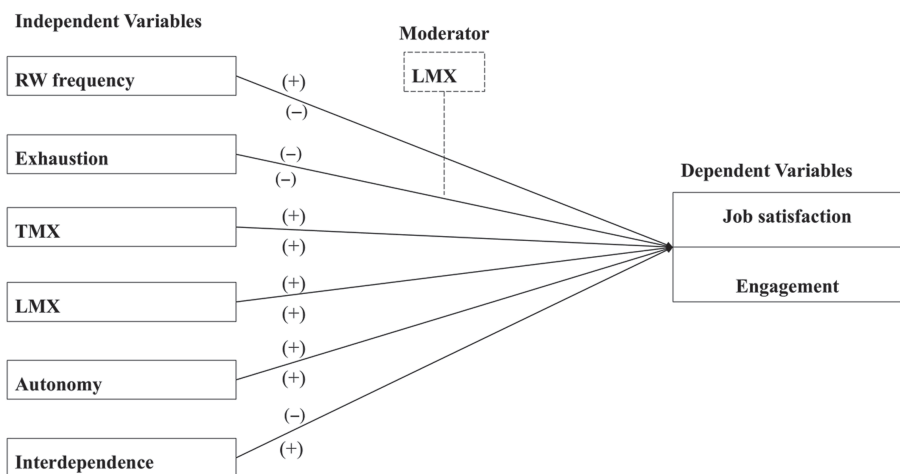 Independent Variables
Moderator
RW frequency
(+)
(–)
LMX
Exhaustion
(–)
(–)
Dependent Variables
TMX
(+)
(+)
Job satisfaction
LMX
(+)
(+)
Engagement
Autonomy
(+)
(+)
Interdependence
(–)
(+)